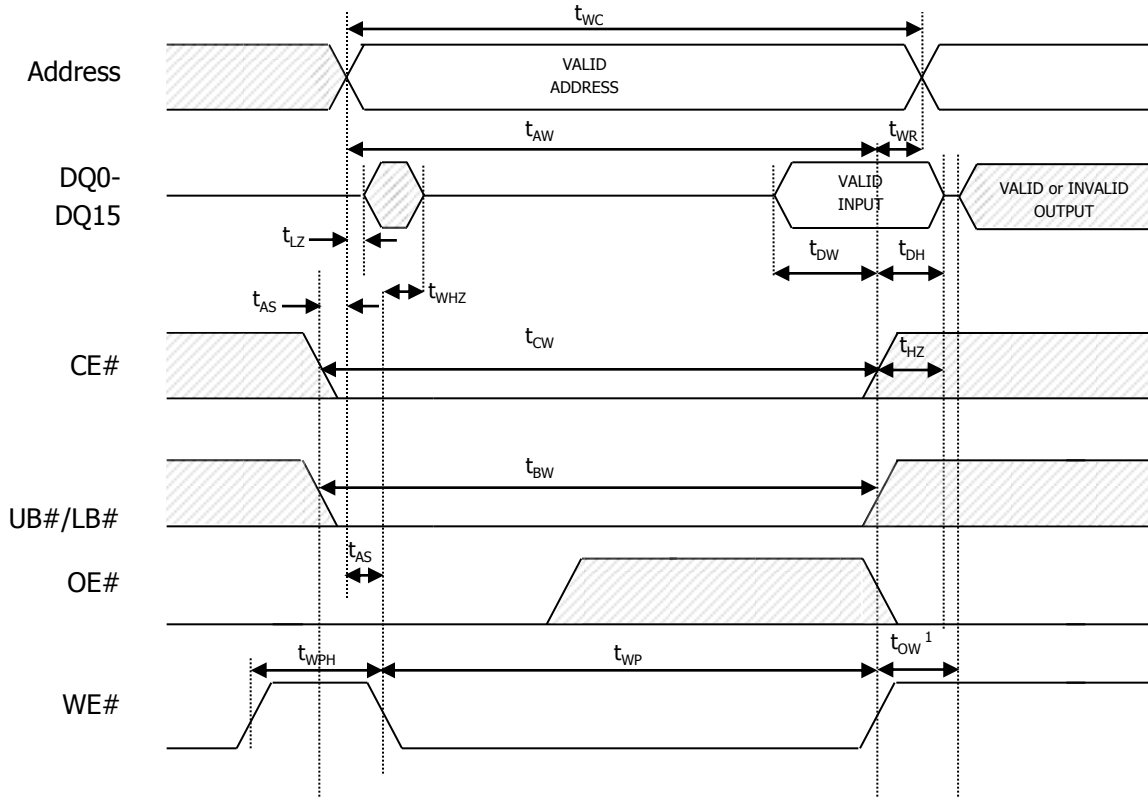 tWC
Address
VALID
ADDRESS
tAW
tWR
DQ0-
DQ15
VALID
INPUT
VALID or INVALID
OUTPUT
tLZ
tDW
tDH
tAS
tWHZ
CE#
tCW
tHZ
UB#/LB#
tBW
tAS
OE#
tWPH
tWP
tOW 1
WE#